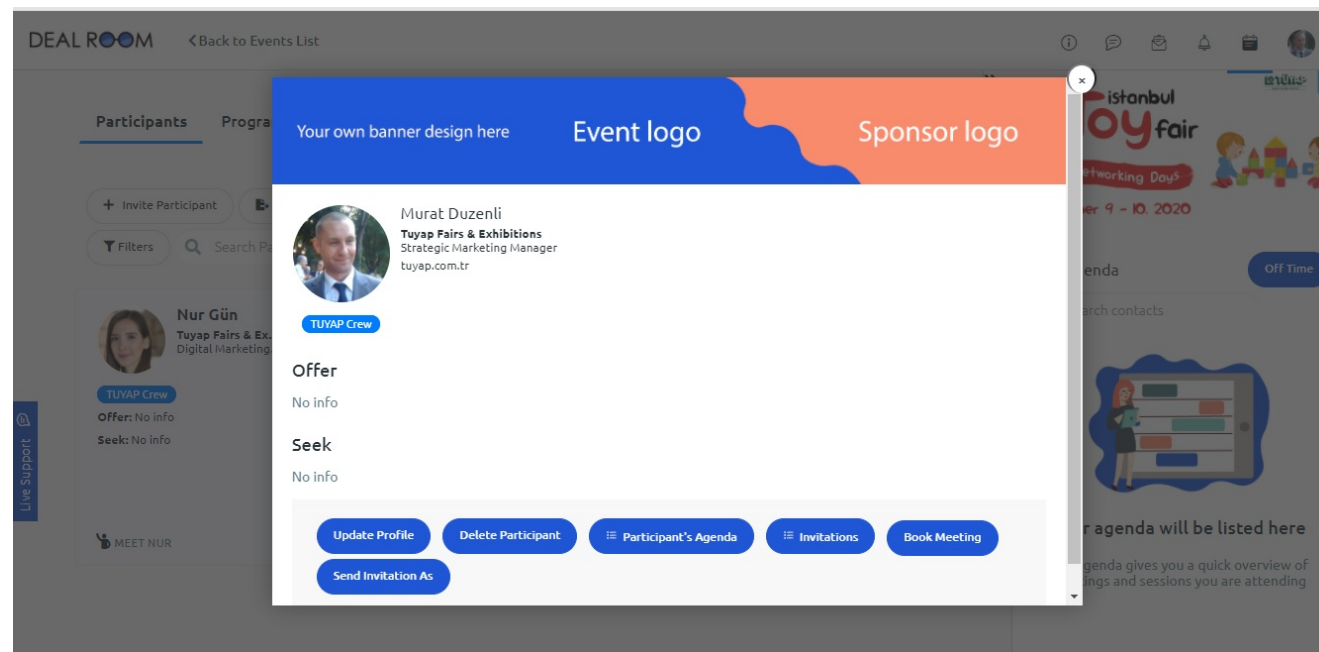 DEAL ROOM
Back to Events List
Participants
Progra
+ Invite Participant
Filters
Search Pa
Nur Gün
Tuyap Fairs & Ex...
Digital Marketing
TUYAP Crew
Offer: No info
Seek: No info
MEET NUR
Live Support
Your own banner design here
Event logo
Sponsor logo
×
Murat Duzenli
Tuyap Fairs & Exhibitions
Strategic Marketing Manager
tuyap.com.tr
TUYAP Crew
Offer
No info
Seek
No info
Update Profile
Delete Participant
Participant's Agenda
Invitations
Book Meeting
Send Invitation As
istanbul
oy fair
etworking Days
er 9 - 10. 2020
enda
Off Time
arch contacts
r agenda will be listed here
genda gives you a quick overview of
ings and sessions you are attending